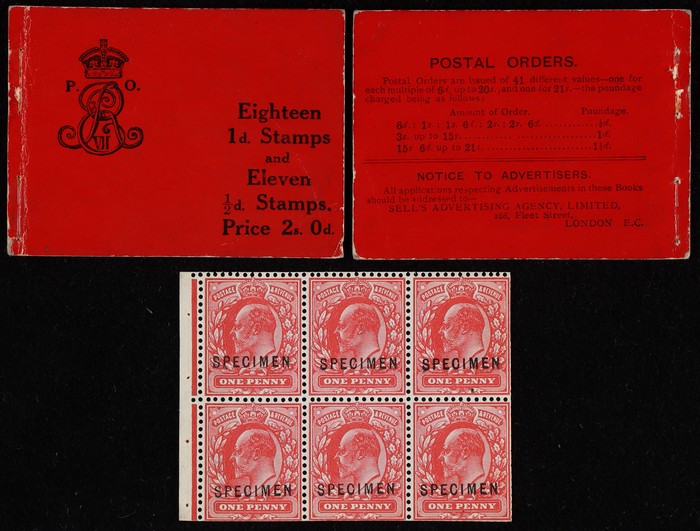 P. O.
VII
Eighteen
1d. Stamps
and
Eleven
½d. Stamps.
Price 2s. 0d.
POSTAL ORDERS.
Postal Orders are issued of 41 different values—one for
each multiple of 6d. up to 20s., and one for 21s.—the poundage
charged being as follows:
Amount of Order. Poundage.
6d. : 1s. : 1s. 6d. : 2s. : 2s. 6d. ................ ½d.
3s. up to 15s. ................ 1d.
15s. 6d. up to 21s. ................ 1½d.
NOTICE TO ADVERTISERS.
All applications respecting Advertisements in these Books
should be addressed to—
SELL'S ADVERTISING AGENCY, LIMITED,
Fleet Street,
LONDON E.C.
POSTAGE & REVENUE POSTAGE & REVENUE POSTAGE & REVENUE
SPECIMEN SPECIMEN SPECIMEN
ONE PENNY ONE PENNY ONE PENNY
POSTAGE & REVENUE POSTAGE & REVENUE POSTAGE & REVENUE
SPECIMEN SPECIMEN SPECIMEN
ONE PENNY ONE PENNY ONE PENNY